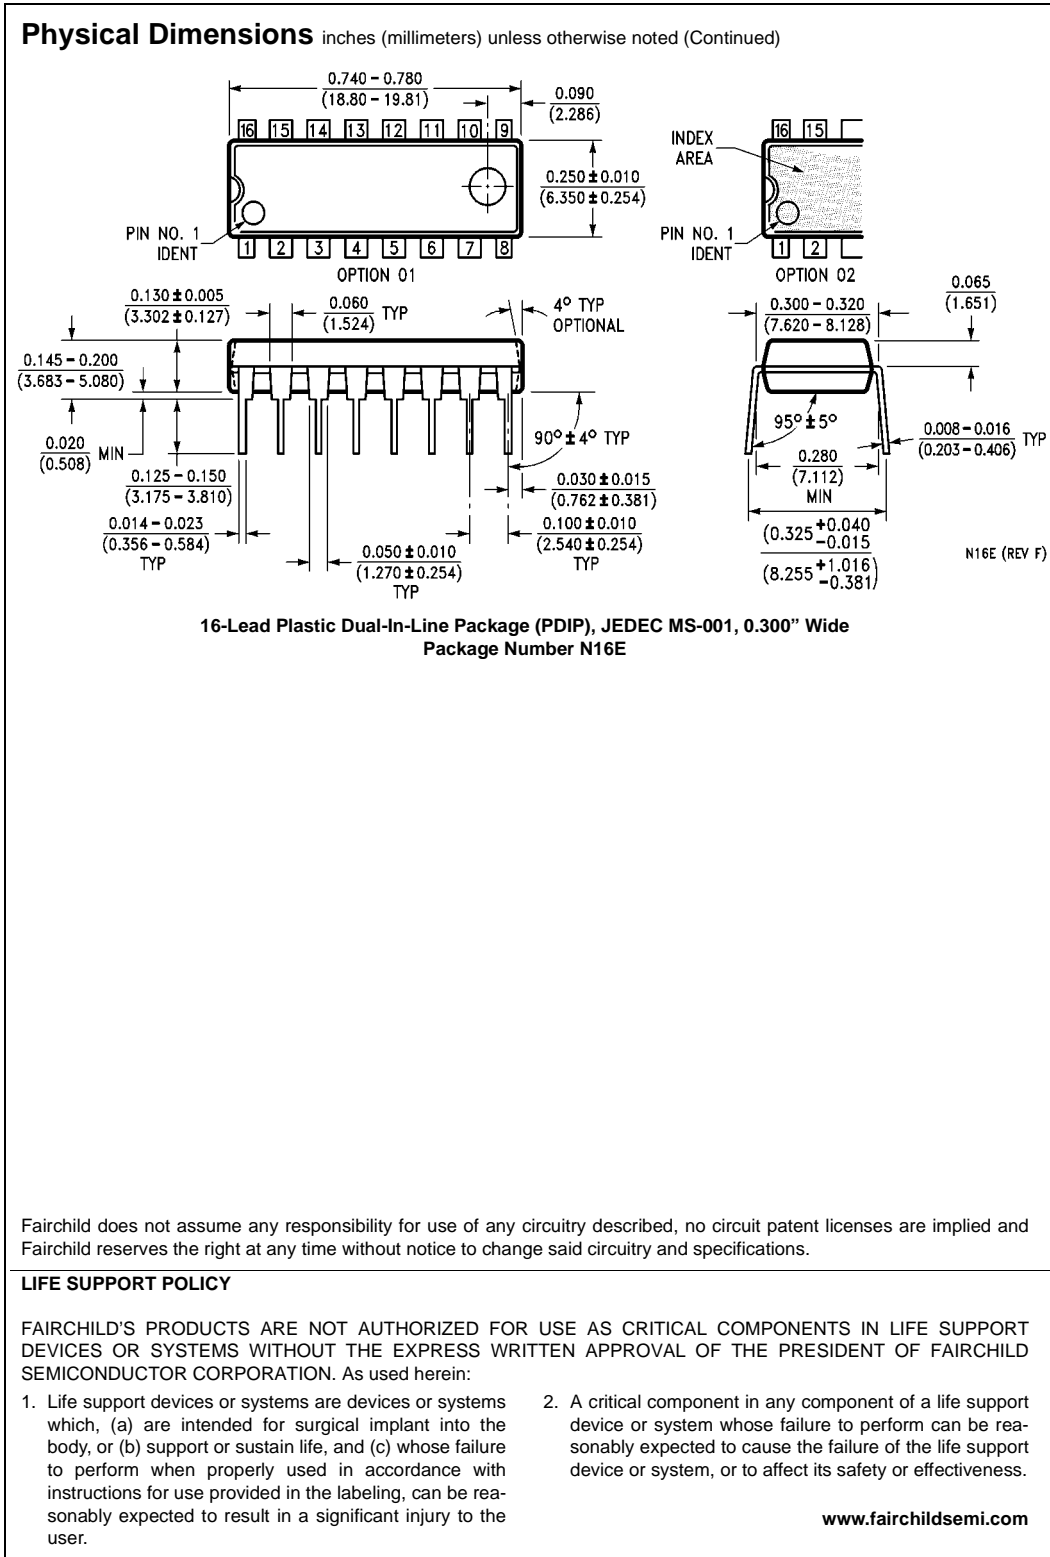 Physical Dimensions inches (millimeters) unless otherwise noted (Continued)
0.740 – 0.780
(18.80 – 19.81)
0.090
(2.286)
16 15 14 13 12 11 10 9
INDEX
AREA
16 15
0.250 ± 0.010
(6.350 ± 0.254)
PIN NO. 1
IDENT
1 2 3 4 5 6 7 8
OPTION 01
PIN NO. 1
IDENT
1 2
OPTION 02
0.065
(1.651)
0.130 ± 0.005
(3.302 ± 0.127)
0.060
(1.524)
TYP
4° TYP
OPTIONAL
0.300 – 0.320
(7.620 – 8.128)
0.145 – 0.200
(3.683 – 5.080)
0.020
(0.508)
MIN
0.125 – 0.150
(3.175 – 3.810)
90° ± 4° TYP
95° ± 5°
0.008 – 0.016
(0.203 – 0.406)
TYP
0.280
(7.112)
MIN
0.030 ± 0.015
(0.762 ± 0.381)
0.014 – 0.023
(0.356 – 0.584)
TYP
0.050 ± 0.010
(1.270 ± 0.254)
TYP
0.100 ± 0.010
(2.540 ± 0.254)
TYP
(0.325 +0.040
–0.015
(8.255 +1.016
–0.381)
N16E (REV F)
16-Lead Plastic Dual-In-Line Package (PDIP), JEDEC MS-001, 0.300” Wide
Package Number N16E
Fairchild does not assume any responsibility for use of any circuitry described, no circuit patent licenses are implied and
Fairchild reserves the right at any time without notice to change said circuitry and specifications.
LIFE SUPPORT POLICY
FAIRCHILD’S PRODUCTS ARE NOT AUTHORIZED FOR USE AS CRITICAL COMPONENTS IN LIFE SUPPORT
DEVICES OR SYSTEMS WITHOUT THE EXPRESS WRITTEN APPROVAL OF THE PRESIDENT OF FAIRCHILD
SEMICONDUCTOR CORPORATION. As used herein:
1. Life support devices or systems are devices or systems
which, (a) are intended for surgical implant into the
body, or (b) support or sustain life, and (c) whose failure
to perform when properly used in accordance with
instructions for use provided in the labeling, can be rea-
sonably expected to result in a significant injury to the
user.
2. A critical component in any component of a life support
device or system whose failure to perform can be rea-
sonably expected to cause the failure of the life support
device or system, or to affect its safety or effectiveness.
www.fairchildsemi.com